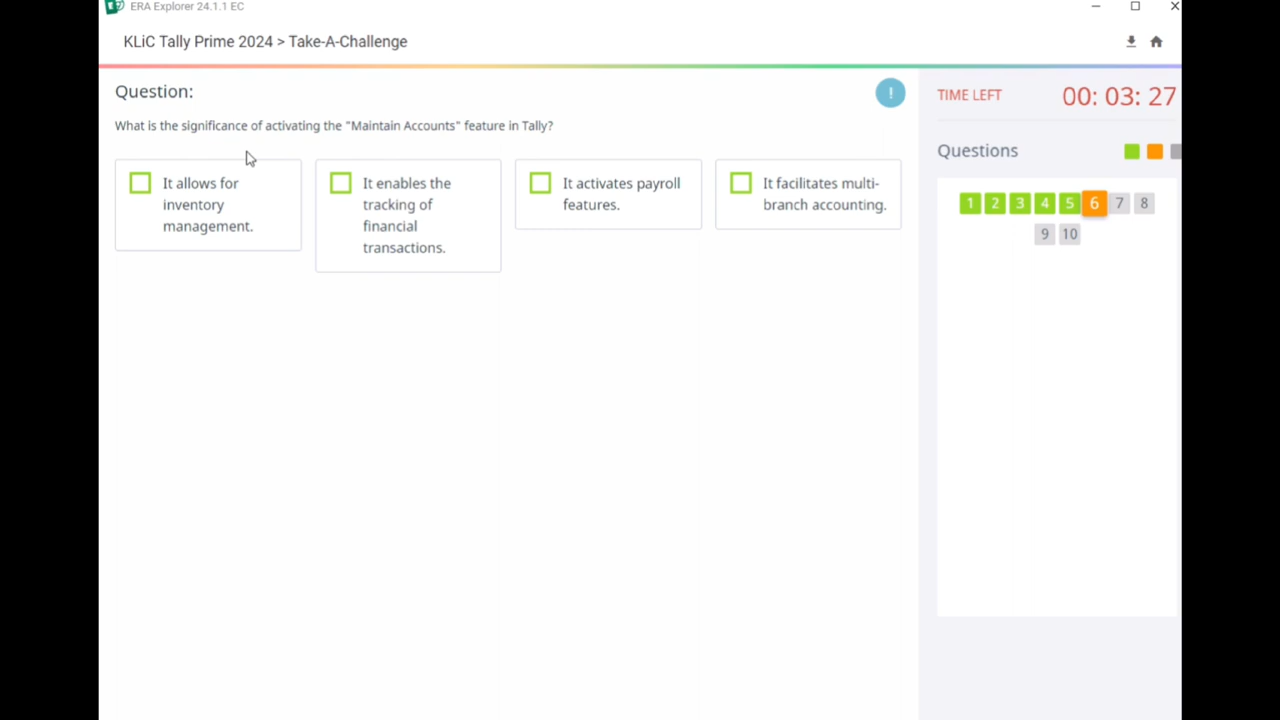 ERA Explorer 24.1.1 EC
KLiC Tally Prime 2024 > Take-A-Challenge
Question:
!
What is the significance of activating the "Maintain Accounts" feature in Tally?
It allows for
inventory
management.
It enables the
tracking of
financial
transactions.
It activates payroll
features.
It facilitates multi-
branch accounting.
TIME LEFT
00: 03: 27
Questions
1 2 3 4 5 6 7 8
9 10